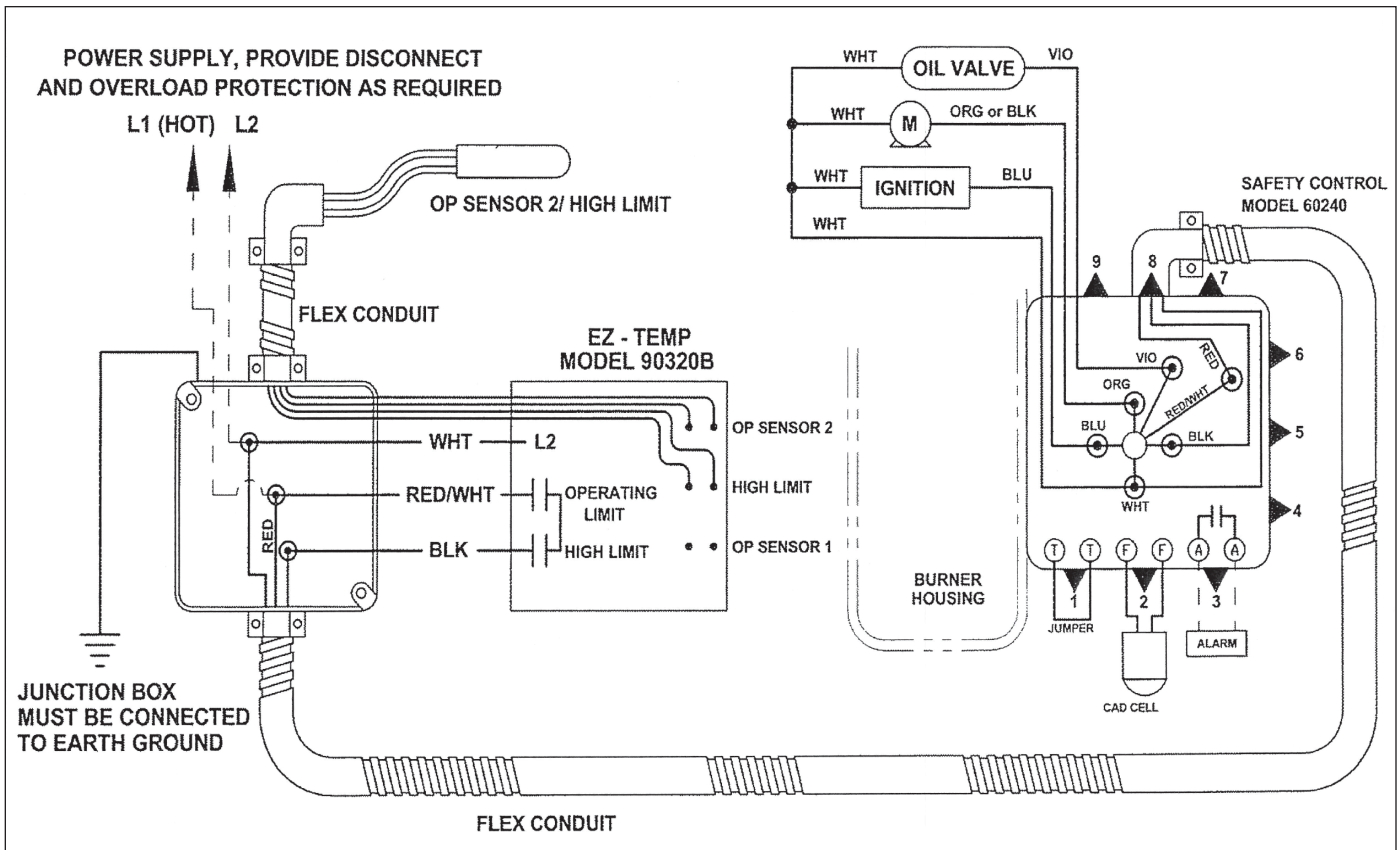 POWER SUPPLY, PROVIDE DISCONNECT
AND OVERLOAD PROTECTION AS REQUIRED
L1 (HOT) L2
OP SENSOR 2/ HIGH LIMIT
FLEX CONDUIT
EZ - TEMP
MODEL 90320B
WHT L2
OP SENSOR 2
RED/WHT OPERATING
LIMIT
HIGH LIMIT
RED
BLK HIGH LIMIT
OP SENSOR 1
JUNCTION BOX
MUST BE CONNECTED
TO EARTH GROUND
FLEX CONDUIT
WHT OIL VALVE VIO
WHT M ORG or BLK
WHT IGNITION BLU
WHT
SAFETY CONTROL
MODEL 60240
9 8 7
6
5
4
VIO
RED
ORG
RED/WHT
BLU
BLK
WHT
T T F F A A
1 2 3
JUMPER
ALARM
CAD CELL
BURNER
HOUSING